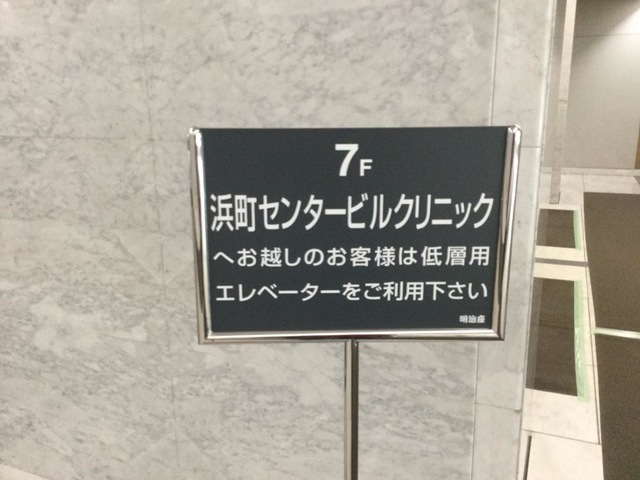 7F
浜町センタービルクリニック
へお越しのお客様は低層用
エレベーターをご利用下さい
明治座